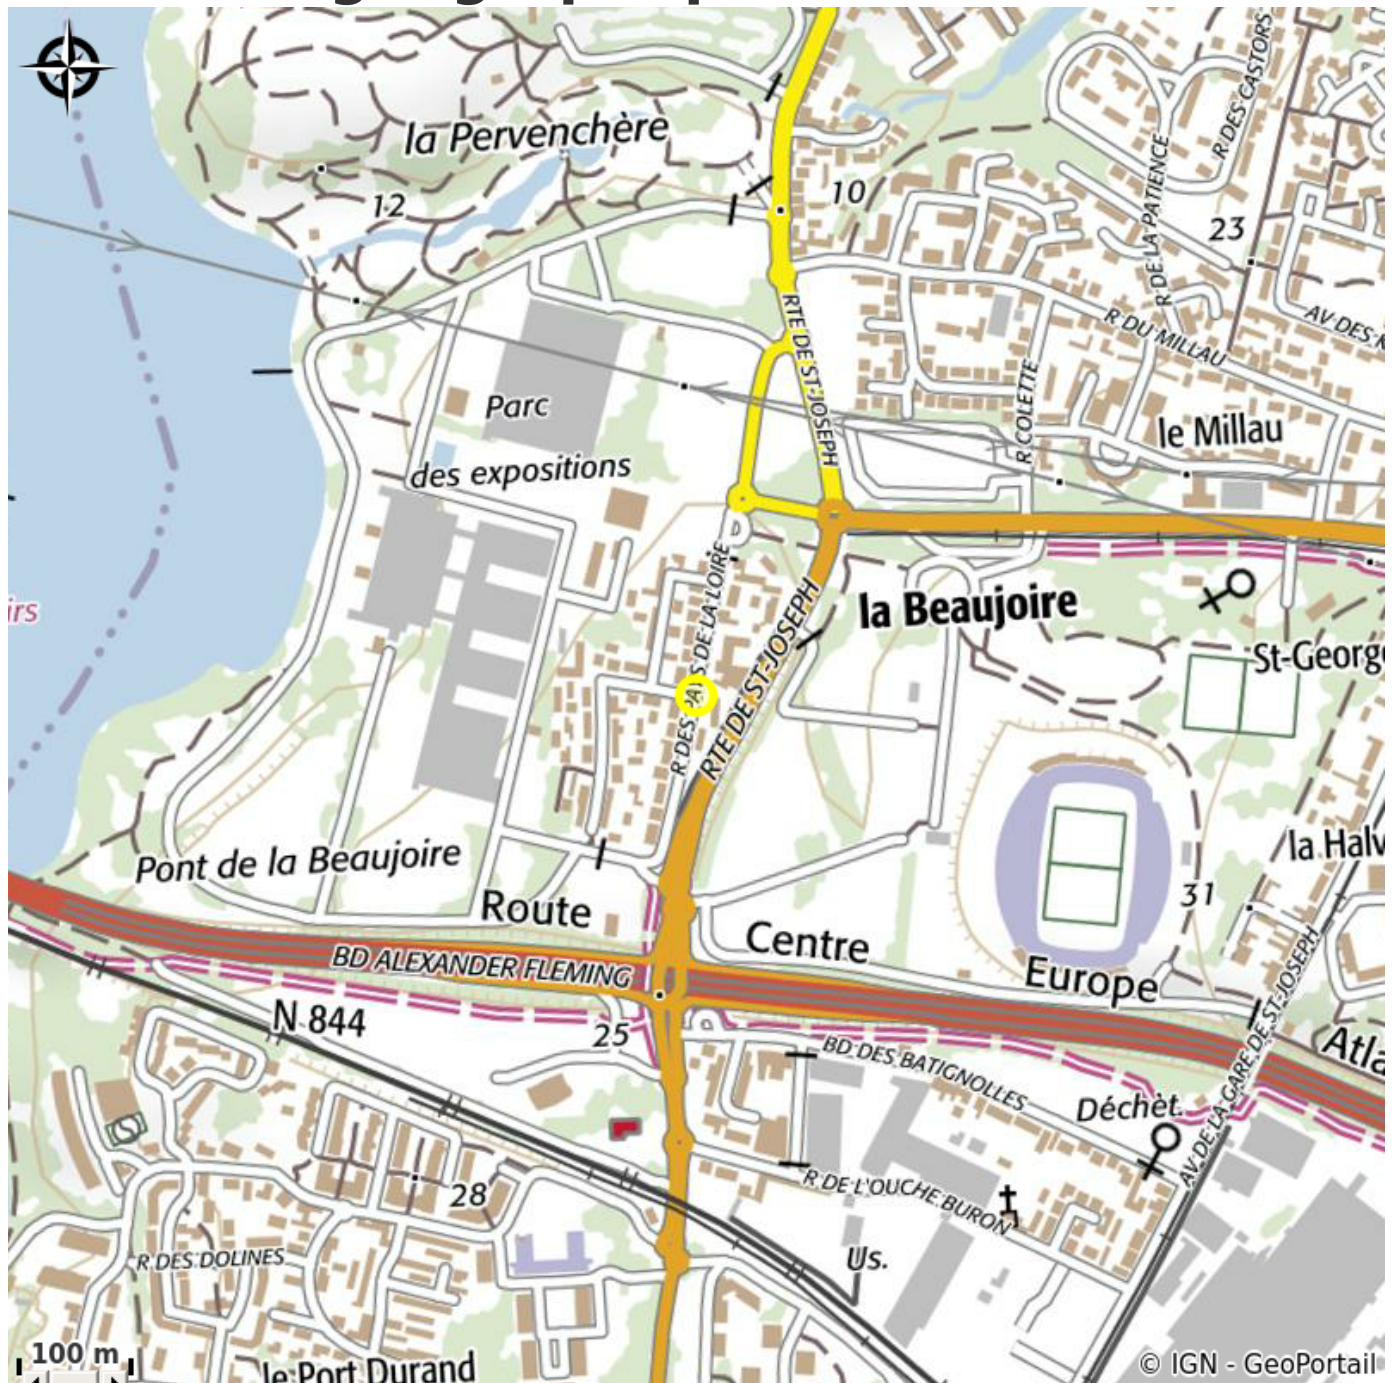 R DES CASTORS
la Pervenchère
R DE LA PATIENCE
10
12
23
RTE DE ST-JOSEPH
R DU MILLAU
AV DES
R COLETTE
Parc
le Millau
des expositions
R DES
S DE LA LOIRE
RTE DE ST-JOSEPH
la Beaujoire
irs
St-George
Pont de la Beaujoire
la Halv
31
Route
Centre
Europe
BD ALEXANDER FLEMING
N 844
25
Atla
BD DES BATIGNOLLES
AV DE LA GARE DE ST-JOSEPH
Déchèt.
28
R DE L'OUCHE BURON
R DES DOLINES
Us.
100 m
le Port Durand
© IGN - GeoPortail